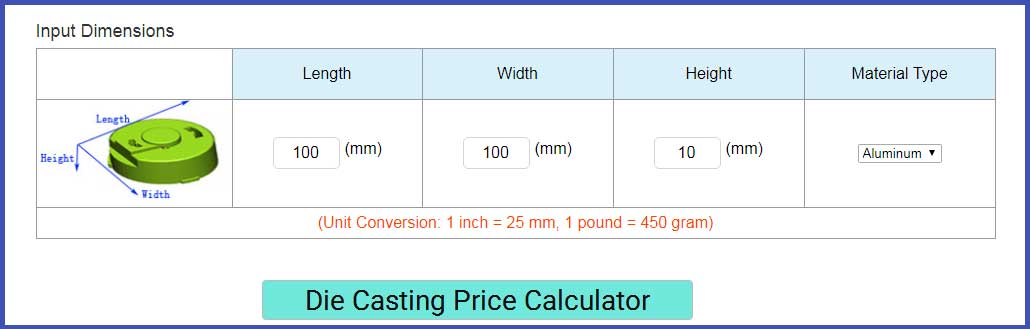 Input Dimensions
Length Width Height Material Type
Length
Height
Width
100 (mm) 100 (mm) 10 (mm) Aluminum
(Unit Conversion: 1 inch = 25 mm, 1 pound = 450 gram)
Die Casting Price Calculator